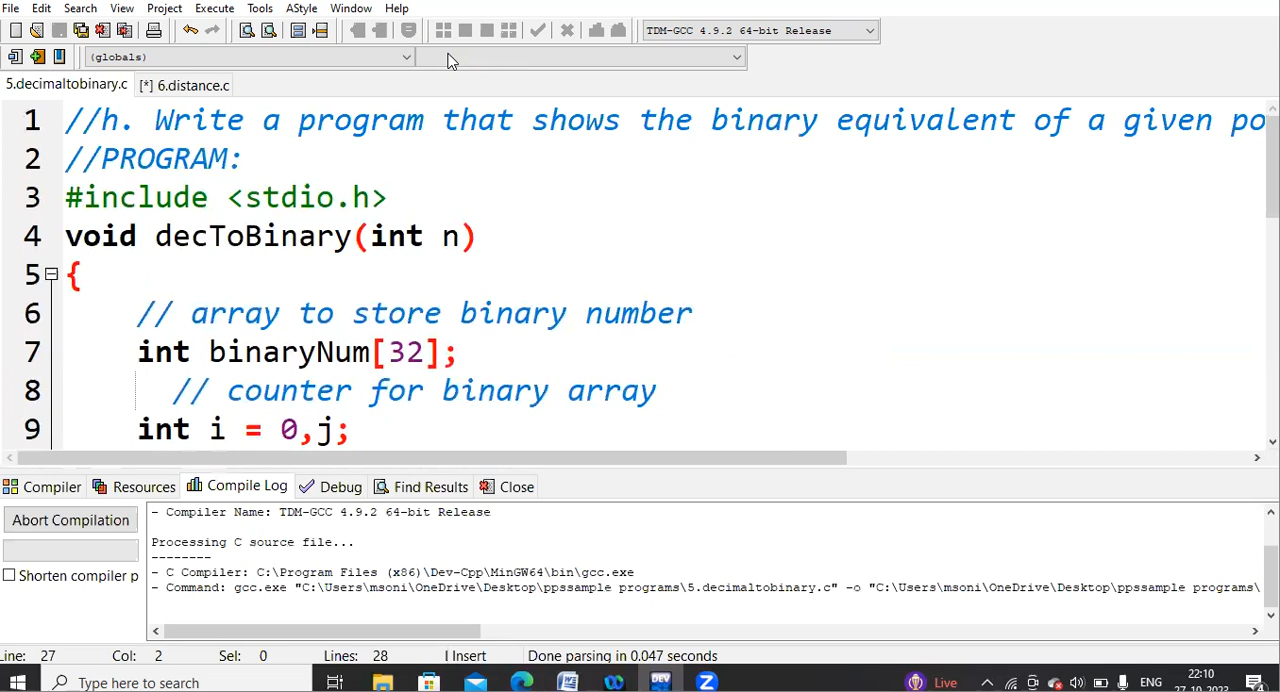 File Edit Search View Project Execute Tools AStyle Window Help
TDM-GCC 4.9.2 64-bit Release
(globals)
5.decimaltobinary.c [*] 6.distance.c
1 //h. Write a program that shows the binary equivalent of a given po
2 //PROGRAM:
3 #include <stdio.h>
4 void decToBinary(int n)
5 {
6 // array to store binary number
7 int binaryNum[32];
8 // counter for binary array
9 int i = 0,j;
Compiler Resources Compile Log Debug Find Results Close
Abort Compilation
Shorten compiler p
- Compiler Name: TDM-GCC 4.9.2 64-bit Release
Processing C source file...
--------
- C Compiler: C:\Program Files (x86)\Dev-Cpp\MinGW64\bin\gcc.exe
- Command: gcc.exe "C:\Users\msoni\OneDrive\Desktop\ppssample programs\5.decimaltobinary.c" -o "C:\Users\msoni\OneDrive\Desktop\ppssample programs\
Line: 27 Col: 2 Sel: 0 Lines: 28 Insert Done parsing in 0.047 seconds
Type here to search
DEV
Live
ENG
22:10